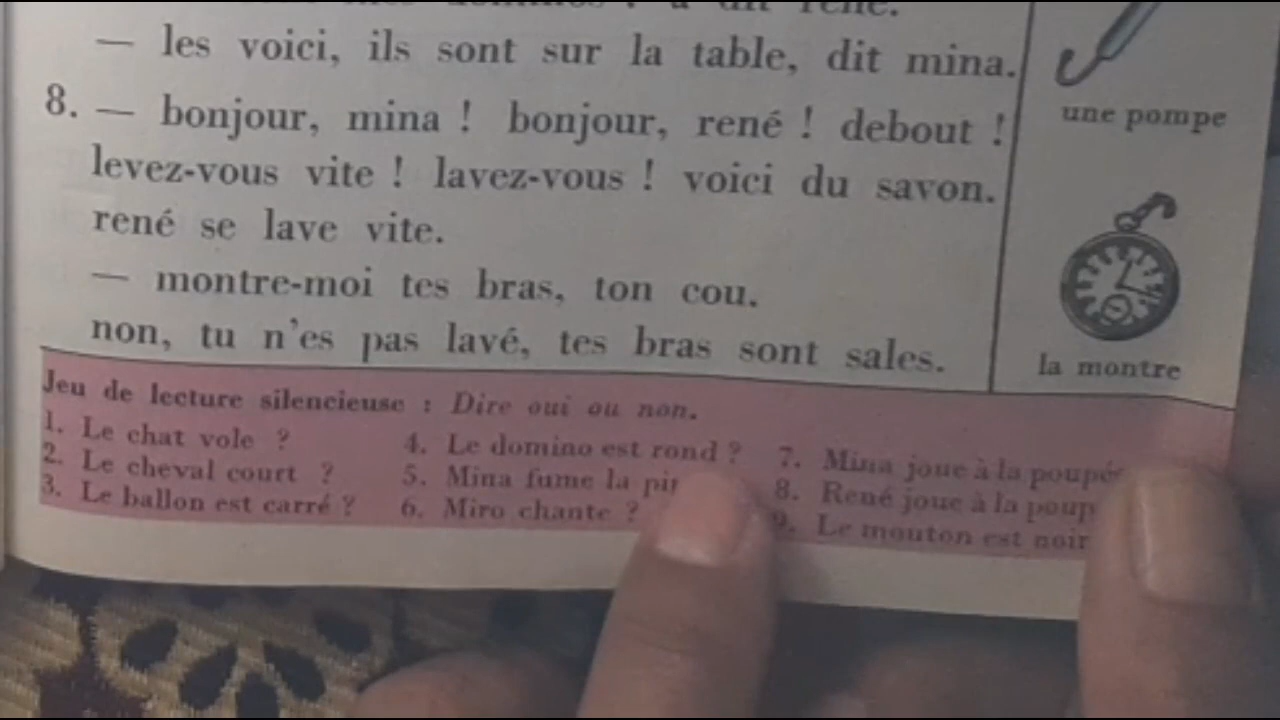 à dit rené.
— les voici, ils sont sur la table, dit mina.
8. — bonjour, mina ! bonjour, rené ! debout !
levez-vous vite ! lavez-vous ! voici du savon.
rené se lave vite.
— montre-moi tes bras, ton cou.
non, tu n'es pas lavé, tes bras sont sales.
une pompe
la montre
Jeu de lecture silencieuse : Dire oui ou non.
1. Le chat vole ?
2. Le cheval court ?
3. Le ballon est carré ?
4. Le domino est rond ?
5. Mina fume la
6. Miro chante ?
7. Mina joue à la poupée
8. René joue à la
9. Le mouton est noir